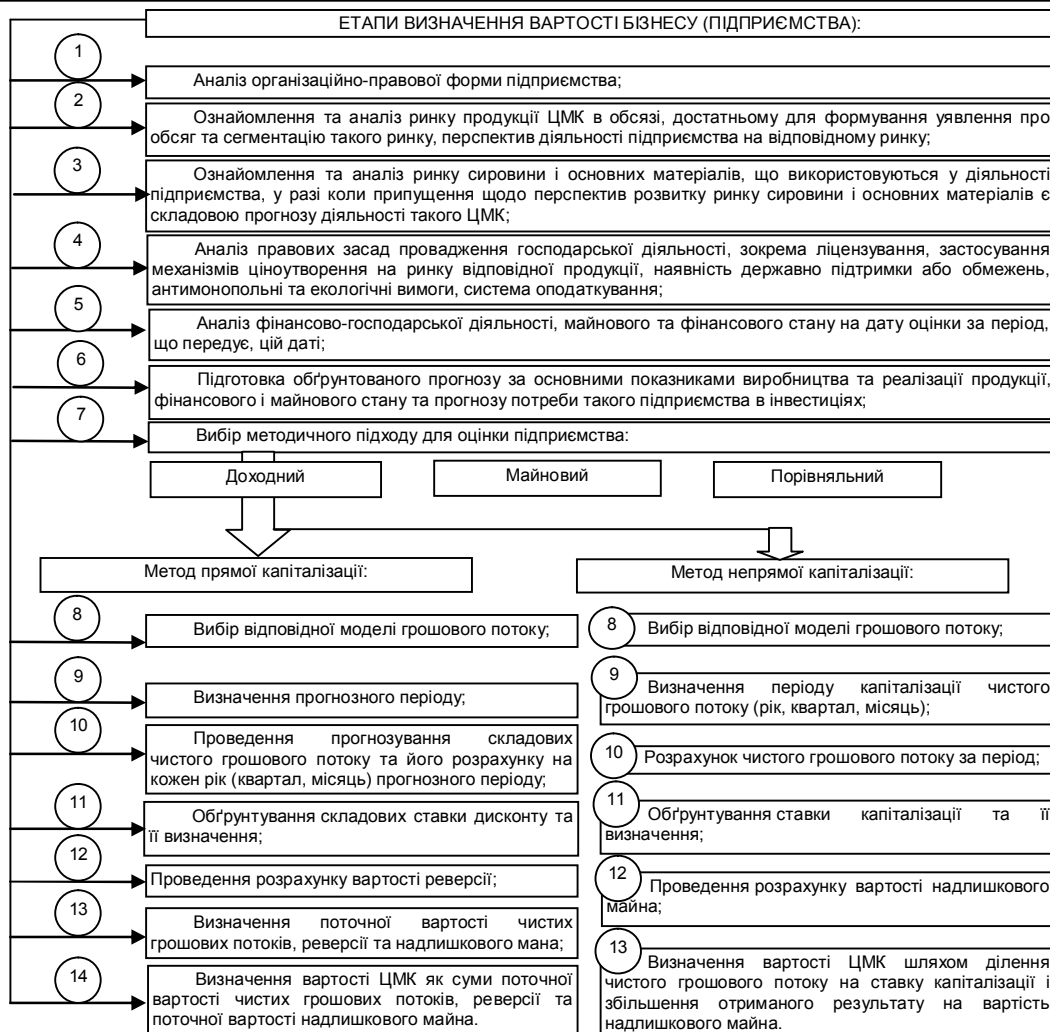 ЕТАПИ ВИЗНАЧЕННЯ ВАРТОСТІ БІЗНЕСУ (ПІДПРИЄМСТВА):
1
Аналіз організаційно-правової форми підприємства;
2
Ознайомлення та аналіз ринку продукції ЦМК в обсязі, достатньому для формування уявлення про
обсяг та сегментацію такого ринку, перспектив діяльності підприємства на відповідному ринку;
3
Ознайомлення та аналіз ринку сировини і основних матеріалів, що використовуються у діяльності
підприємства, у разі коли припущення щодо перспектив розвитку ринку сировини і основних матеріалів є
складовою прогнозу діяльності такого ЦМК;
4
Аналіз правових засад провадження господарської діяльності, зокрема ліцензування, застосування
механізмів ціноутворення на ринку відповідної продукції, наявність державно підтримки або обмежень,
антимонопольні та екологічні вимоги, система оподаткування;
5
Аналіз фінансово-господарської діяльності, майнового та фінансового стану на дату оцінки за період,
що передує, цій даті;
6
Підготовка обґрунтованого прогнозу за основними показниками виробництва та реалізації продукції,
фінансового і майнового стану та прогнозу потреби такого підприємства в інвестиціях;
7
Вибір методичного підходу для оцінки підприємства:
Доходний
Майновий
Порівняльний
Метод прямої капіталізації:
8
Вибір відповідної моделі грошового потоку;
9
Визначення прогнозного періоду;
10
Проведення прогнозування складових
чистого грошового потоку та його розрахунку на
кожен рік (квартал, місяць) прогнозного періоду;
11
Обґрунтування складових ставки дисконту та
її визначення;
12
Проведення розрахунку вартості реверсії;
13
Визначення поточної вартості чистих
грошових потоків, реверсії та надлишкового мана;
14
Визначення вартості ЦМК як суми поточної
вартості чистих грошових потоків, реверсії та
поточної вартості надлишкового майна.
Метод непрямої капіталізації:
8
Вибір відповідної моделі грошового потоку;
9
Визначення періоду капіталізації чистого
грошового потоку (рік, квартал, місяць);
10
Розрахунок чистого грошового потоку за період;
11
Обґрунтування ставки капіталізації та її
визначення;
12
Проведення розрахунку вартості надлишкового
майна;
13
Визначення вартості ЦМК шляхом ділення
чистого грошового потоку на ставку капіталізації і
збільшення отриманого результату на вартість
надлишкового майна.